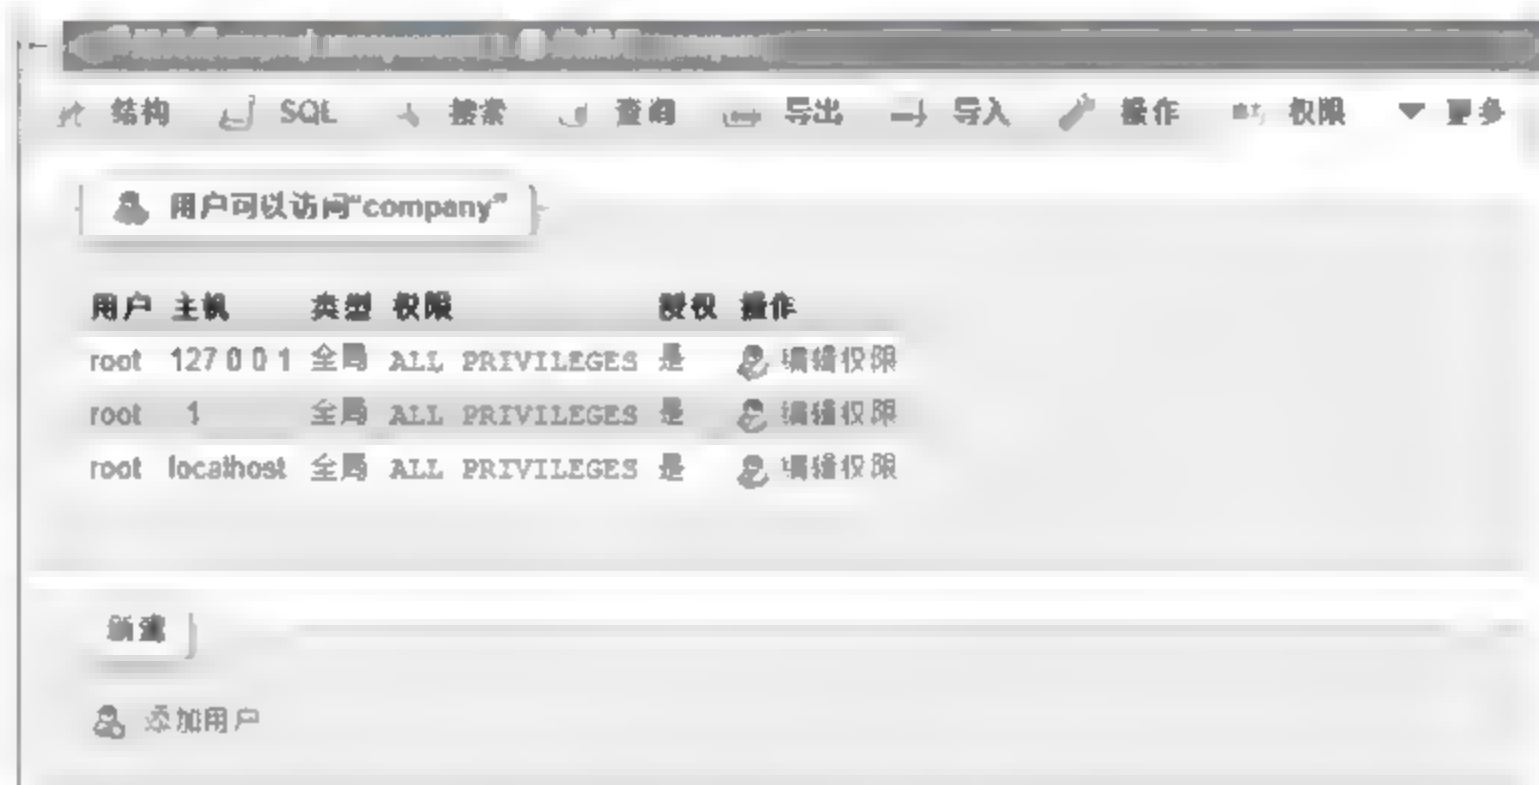 结构 SQL 搜索 查询 导出 导入 操作 权限 更多
用户可以访问“company”
用户 主机 类型 权限 授权 操作
root 127 0 0 1 全局 ALL PRIVILEGES 是 编辑权限
root 1 全局 ALL PRIVILEGES 是 编辑权限
root localhost 全局 ALL PRIVILEGES 是 编辑权限
新建
添加用户